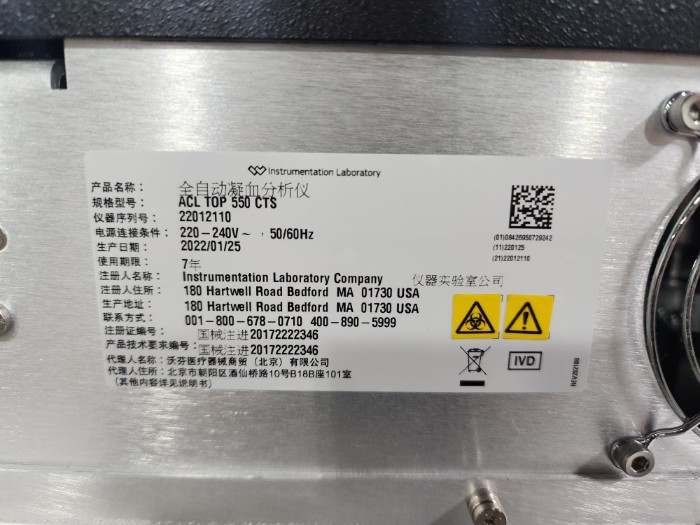 Instrumentation Laboratory
产品名称： 全自动凝血分析仪
规格型号： ACL TOP 550 CTS
仪器序列号： 22012110
电源连接条件： 220－240V～ ，50/60Hz
生产日期： 2022/01/25
使用期限： 7年
注册人名称： Instrumentation Laboratory Company 仪器实验室公司
注册人住所： 180 Hartwell Road Bedford MA 01730 USA
生产地址： 180 Hartwell Road Bedford MA 01730 USA
联系方式： 001－800－678－0710 400－890－5999
注册证编号： 国械注进20172222346
产品技术要求编号： 国械注进20172222346
代理人名称：沃芬医疗器械商贸（北京）有限公司
代理人住所：北京市朝阳区酒仙桥路10号B18B座101室
（其他内容详见说明书）
(01)08426950729242
(11)220125
(21)22012110
IVD